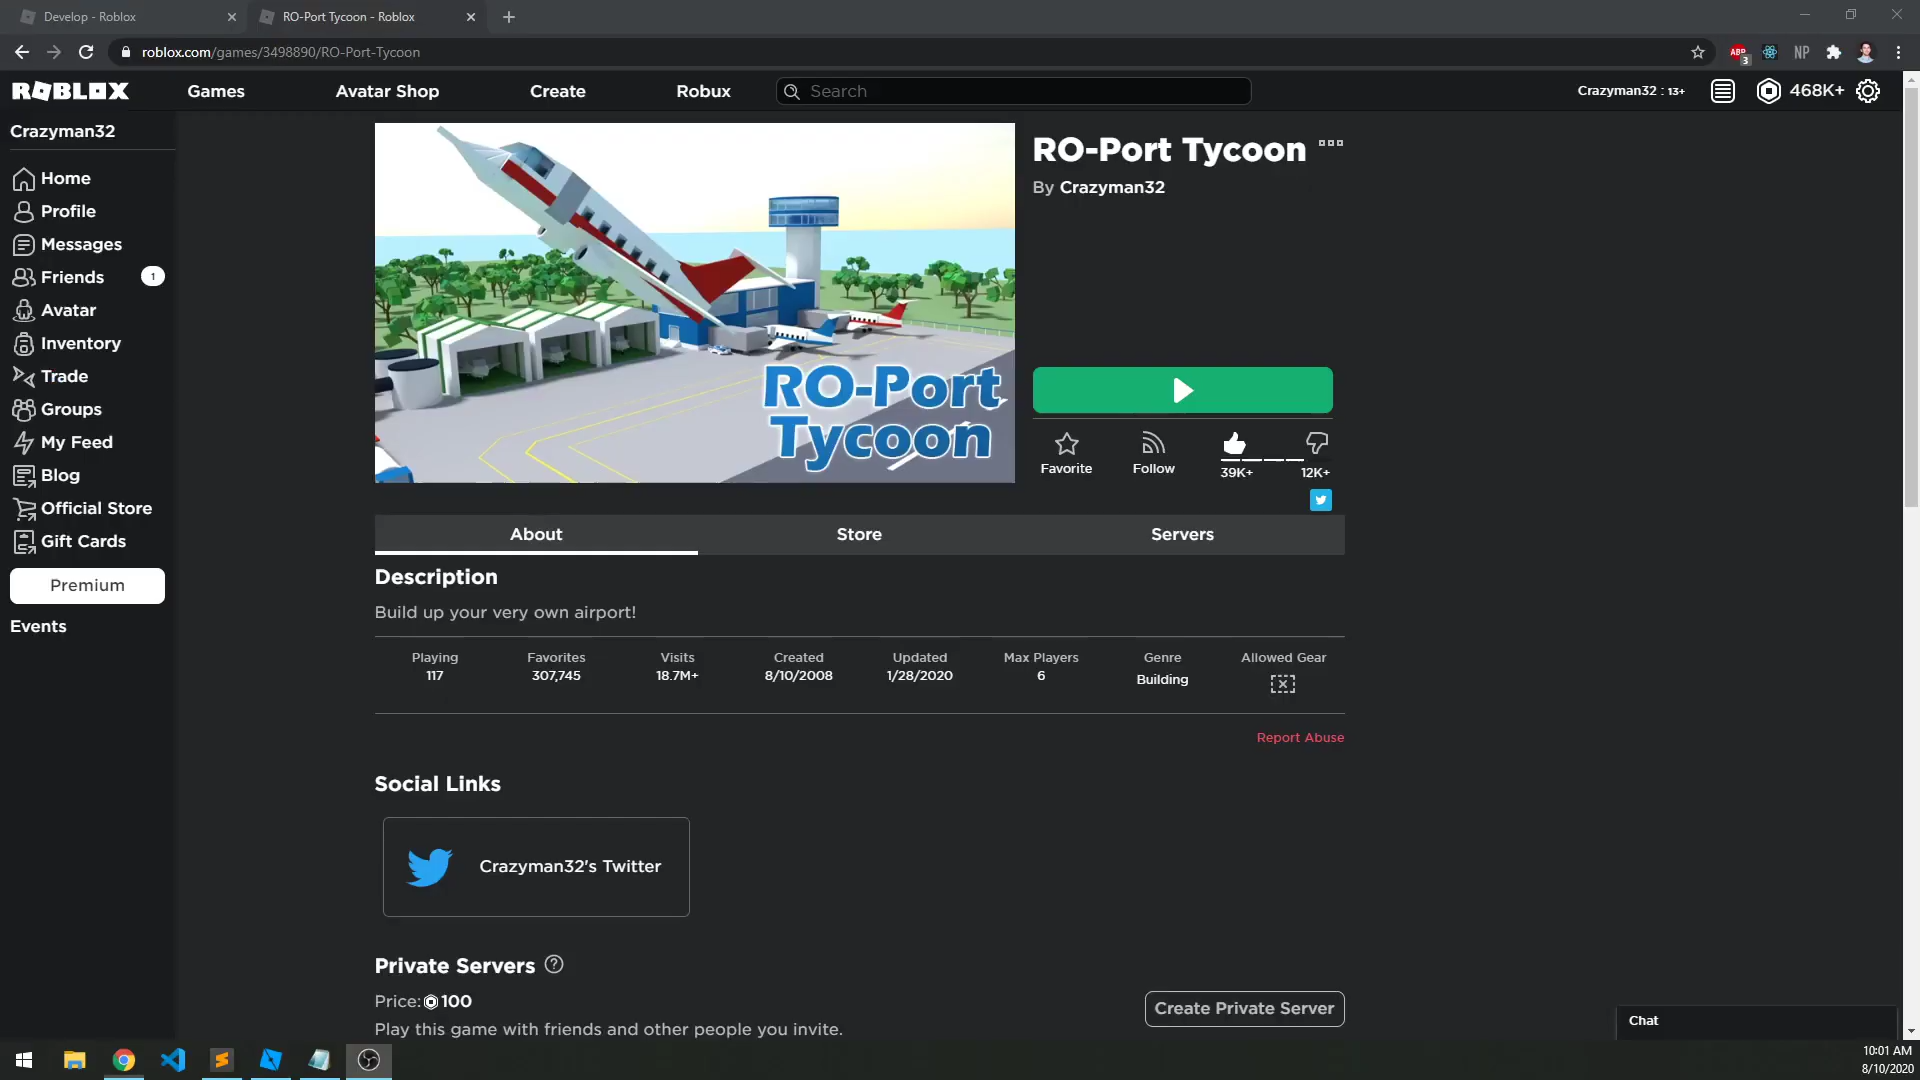 Develop - Roblox
RO-Port Tycoon - Roblox
roblox.com/games/3498890/RO-Port-Tycoon
ABP
3
NP
ROBLOX
Games
Avatar Shop
Create
Robux
Search
Crazyman32 : 13+
468K+
Crazyman32
Home
Profile
Messages
Friends
1
Avatar
Inventory
Trade
Groups
My Feed
Blog
Official Store
Gift Cards
Premium
Events
RO-Port
Tycoon
RO-Port Tycoon
By Crazyman32
Favorite
Follow
39K+
12K+
About
Store
Servers
Description
Build up your very own airport!
Playing
117
Favorites
307,745
Visits
18.7M+
Created
8/10/2008
Updated
1/28/2020
Max Players
6
Genre
Building
Allowed Gear
Report Abuse
Social Links
Crazyman32's Twitter
Private Servers
Price: 100
Play this game with friends and other people you invite.
Create Private Server
Chat
10:01 AM
8/10/2020